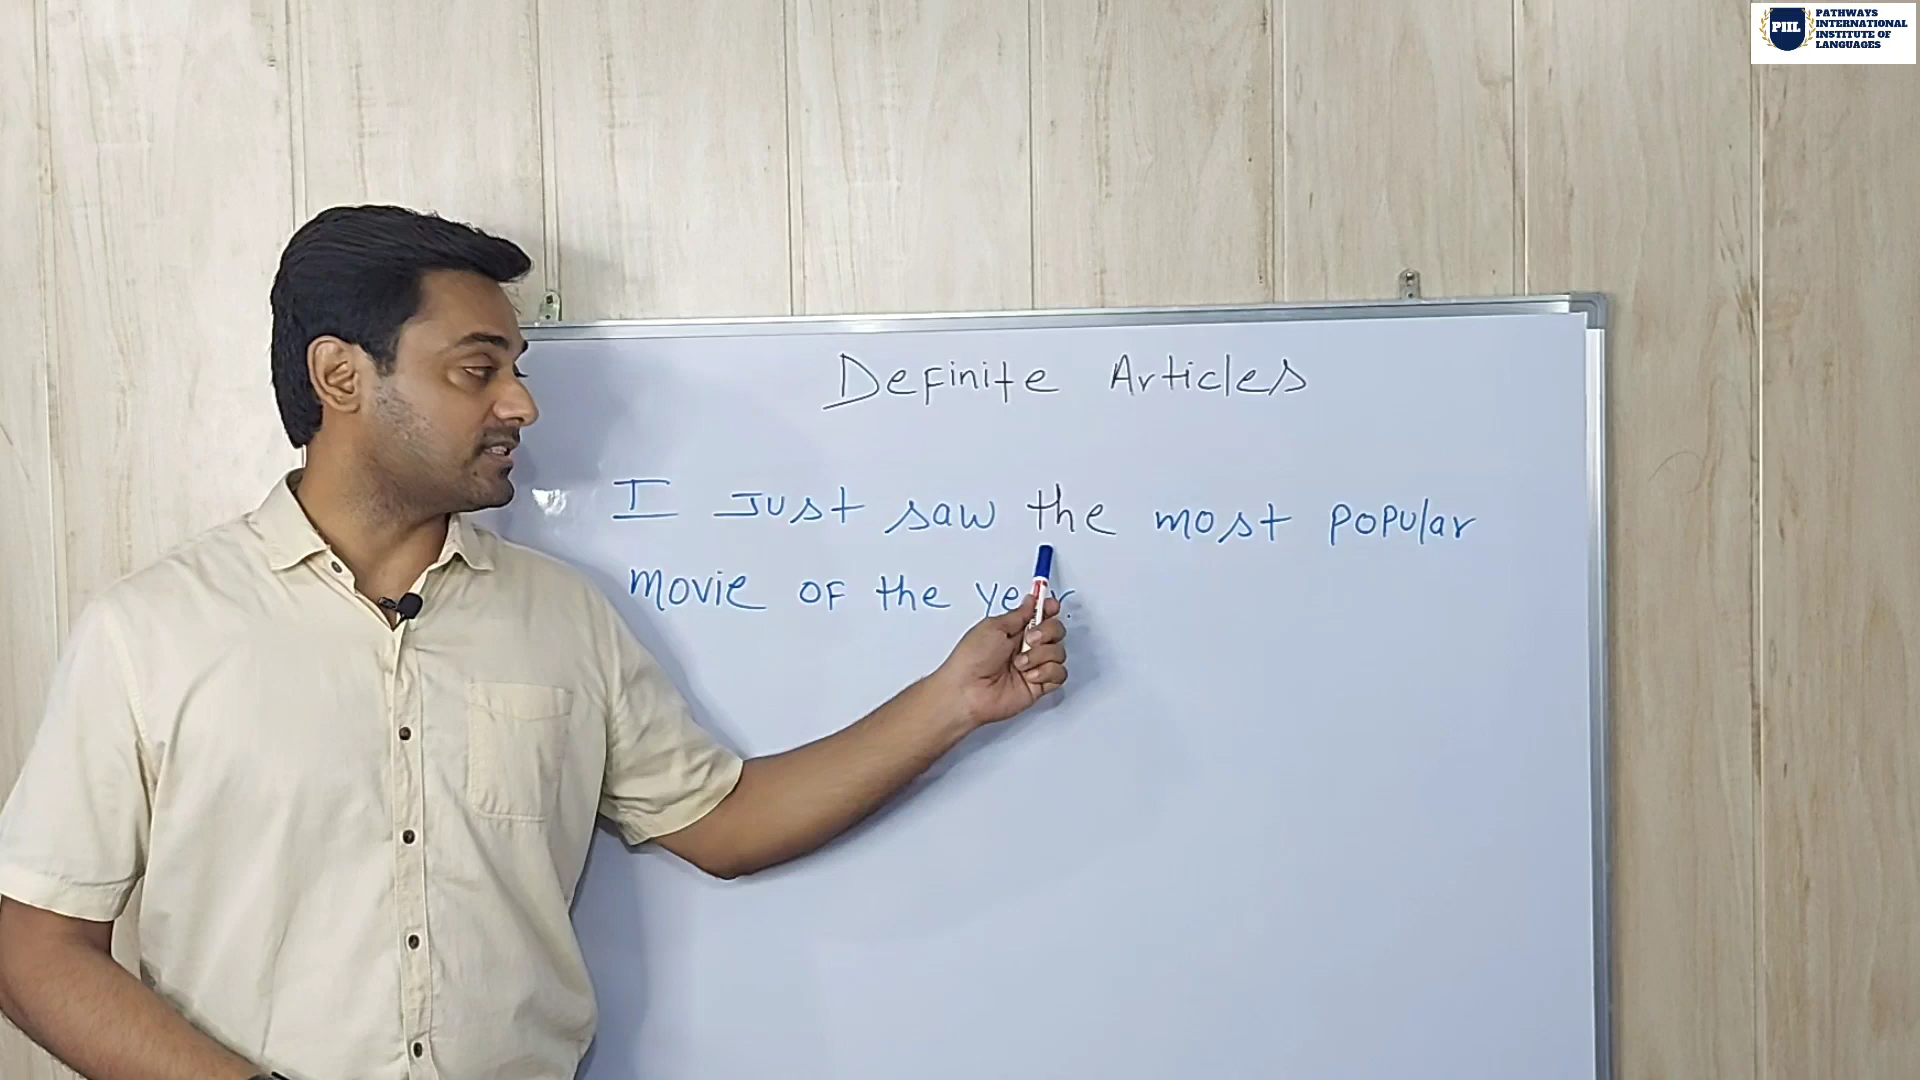 PIIL
PATHWAYS
INTERNATIONAL
INSTITUTE OF
LANGUAGES
Definite Articles
I Just saw the most popular
movie of the year.